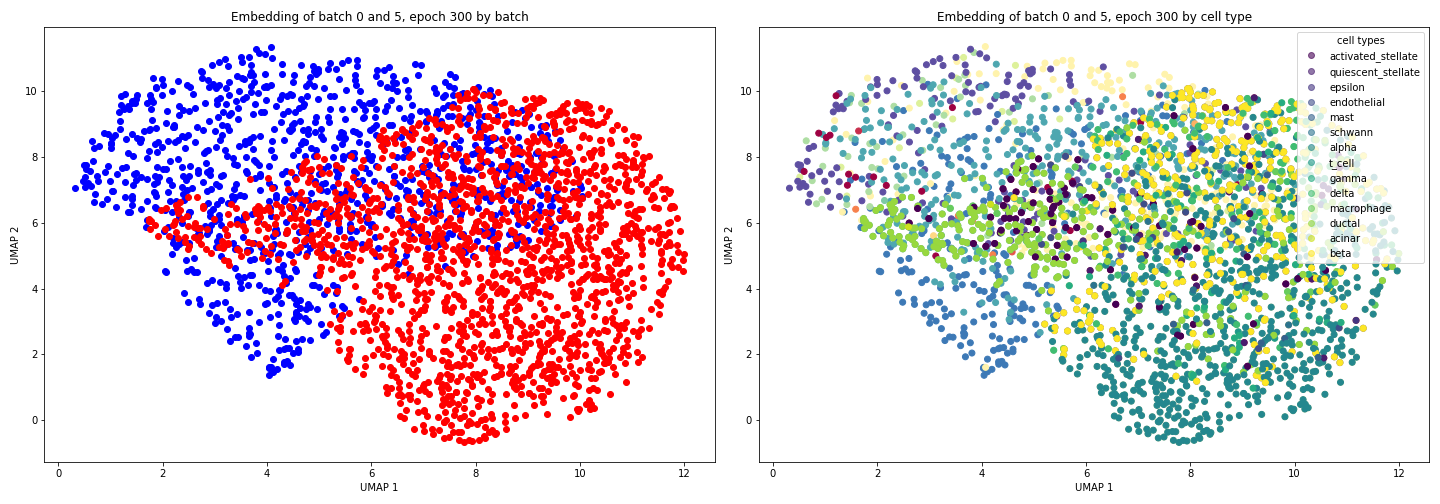 Embedding of batch 0 and 5, epoch 300 by batch
10
8
6
4
2
0
UMAP 2
0 2 4 6 8 10 12
UMAP 1
Embedding of batch 0 and 5, epoch 300 by cell type
cell types
activated_stellate
quiescent_stellate
epsilon
endothelial
mast
schwann
alpha
t_cell
gamma
delta
macrophage
ductal
acinar
beta
10
8
6
4
2
0
UMAP 2
0 2 4 6 8 10 12
UMAP 1